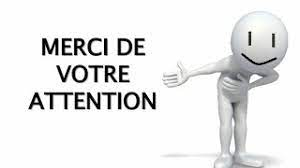 MERCI DE
VOTRE
ATTENTION